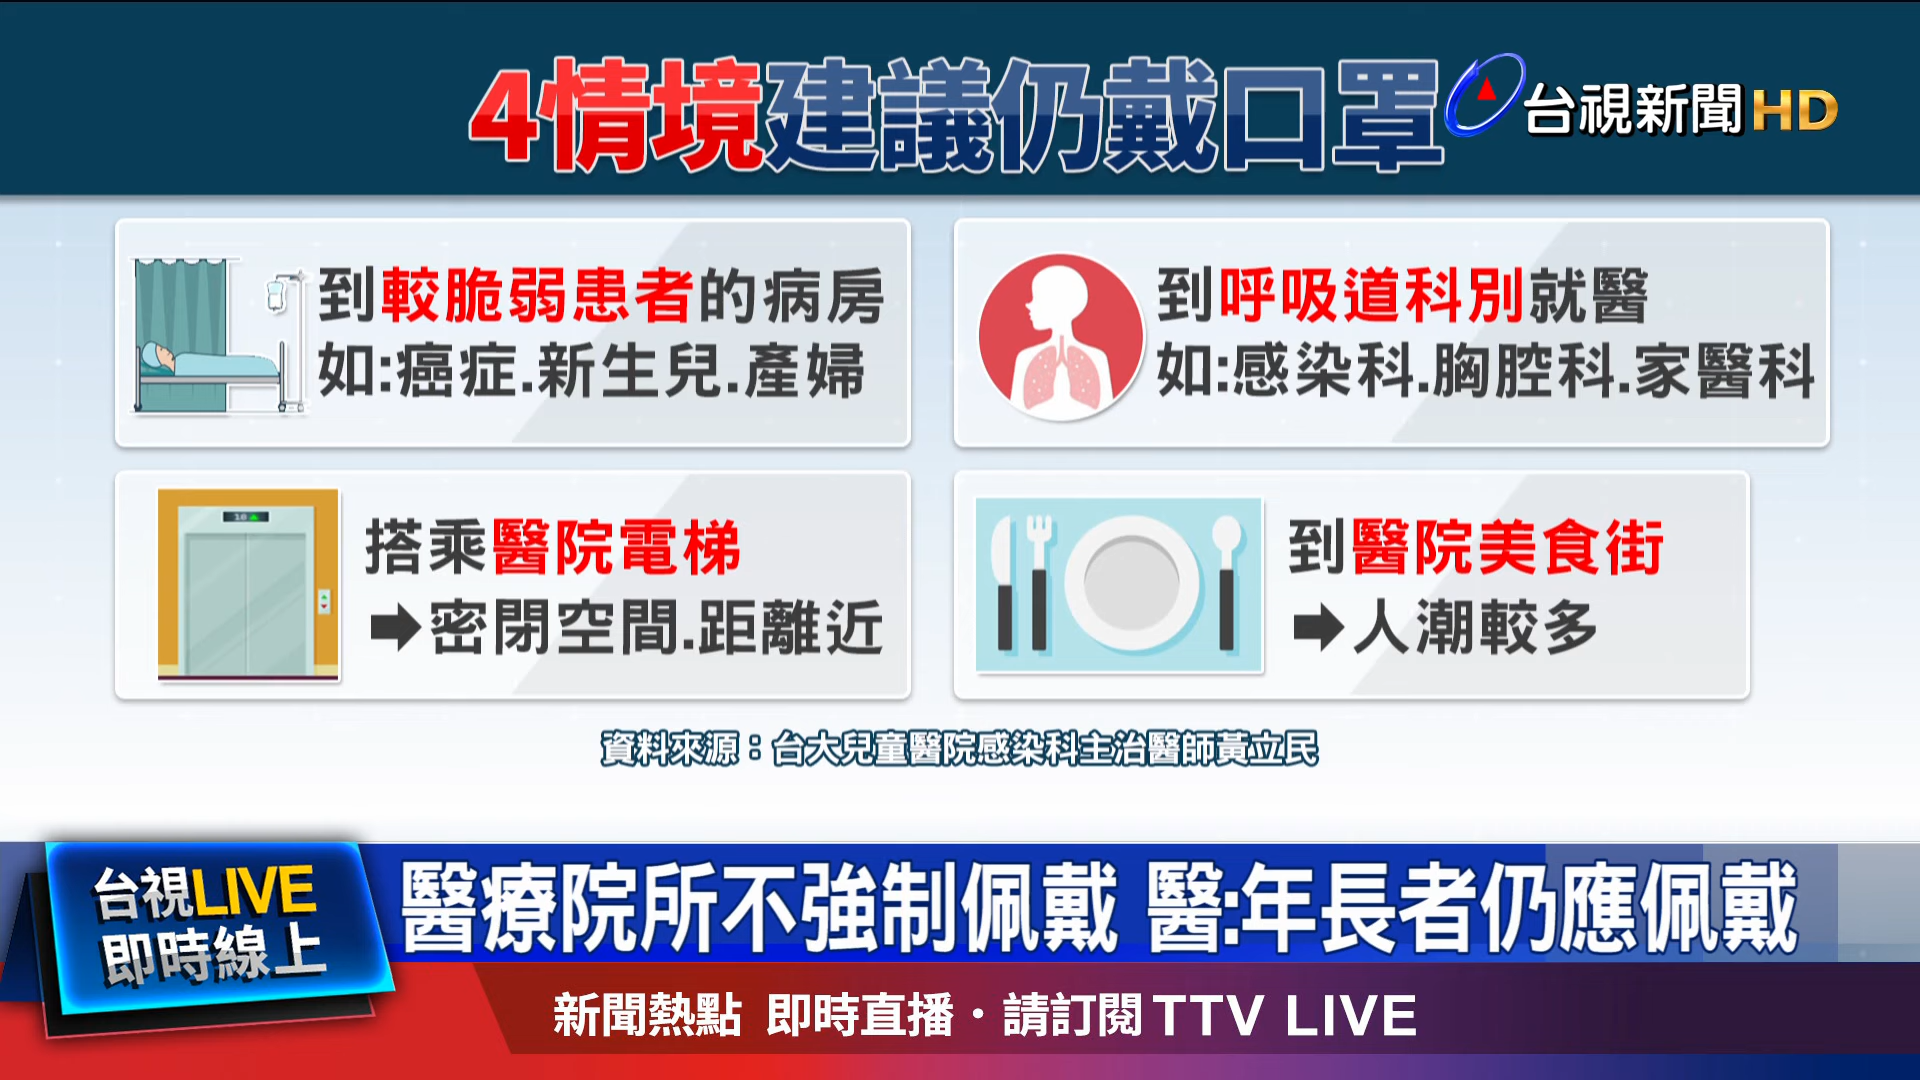 4情境建議仍戴口罩
台視新聞HD
到較脆弱患者的病房
如:癌症.新生兒.產婦
到呼吸道科別就醫
如:感染科.胸腔科.家醫科
10
搭乘醫院電梯
➡密閉空間.距離近
到醫院美食街
➡人潮較多
資料來源：台大兒童醫院感染科主治醫師黃立民
台視LIVE
即時線上
醫療院所不強制佩戴 醫:年長者仍應佩戴
新聞熱點 即時直播・請訂閱TTV LIVE